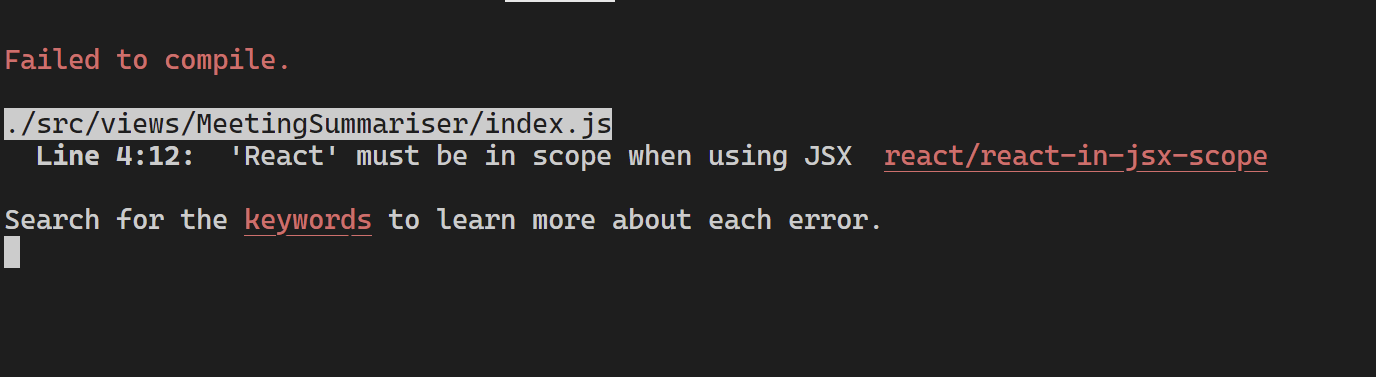 Failed to compile.
./src/views/MeetingSummariser/index.js
Line 4:12:  'React' must be in scope when using JSX  react/react-in-jsx-scope
Search for the keywords to learn more about each error.